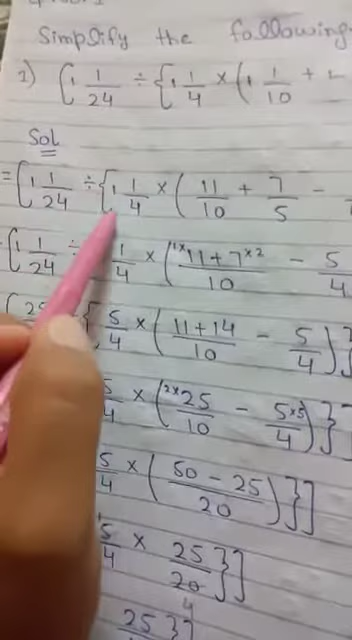 Simplify the following
1) [1 1/24 ÷ {1 1/4 × (1 1/10 +
Sol
= [1 1/24 ÷ {1 1/4 × (11/10 + 7/5 -
[1 1/24 ÷ 1/4 × (1×11+7×2/10 - 5/4
[25 {5/4 × (11+14/10 - 5/4)}
5/4 × (2×25/10 - 5×5/4)}]
5/4 × (50-25/20)}]
5/4 × 25/20}]
4
25}]